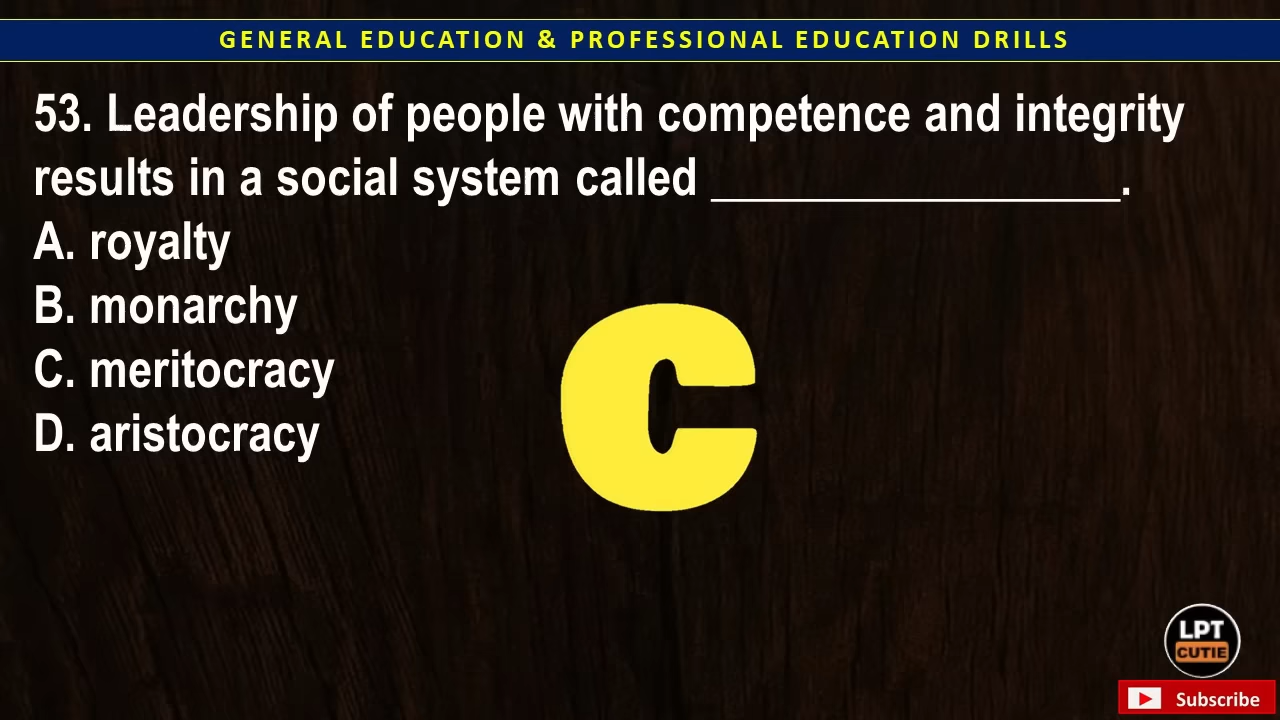 GENERAL EDUCATION & PROFESSIONAL EDUCATION DRILLS
53. Leadership of people with competence and integrity
results in a social system called ________________.
A. royalty
B. monarchy
C. meritocracy
D. aristocracy
C
LPT
CUTIE
Subscribe